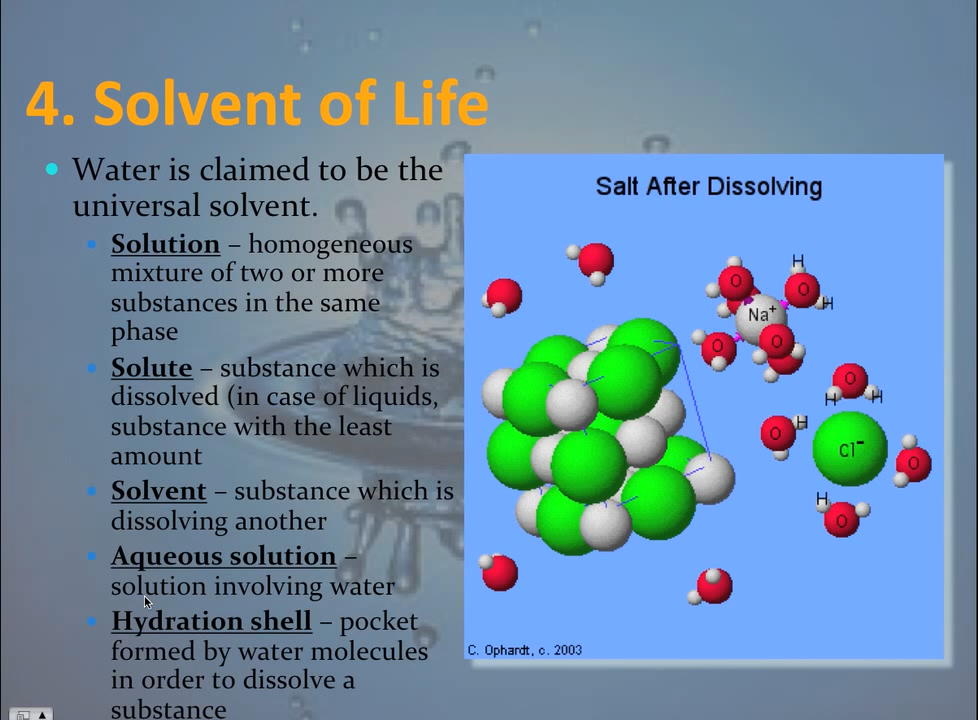 4. Solvent of Life
Water is claimed to be the
universal solvent.
Solution – homogeneous
mixture of two or more
substances in the same
phase
Solute – substance which is
dissolved (in case of liquids,
substance with the least
amount
Solvent – substance which is
dissolving another
Aqueous solution –
solution involving water
Hydration shell – pocket
formed by water molecules
in order to dissolve a
substance
Salt After Dissolving
H
O
O
H
Na+
O
O
O
H
H
H
O
Cl-
O
H
O
C. Ophardt, c. 2003